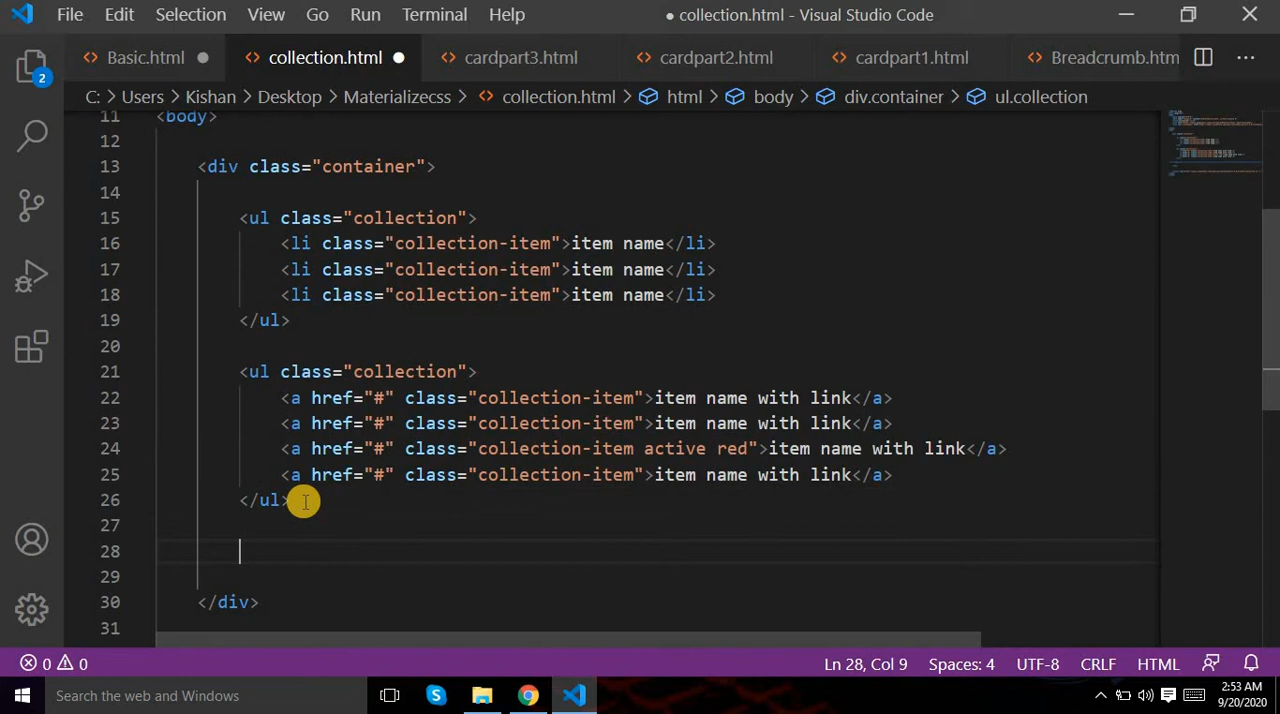 File Edit Selection View Go Run Terminal Help ● collection.html - Visual Studio Code
Basic.html collection.html cardpart3.html cardpart2.html cardpart1.html Breadcrumb.htm ...
C: > Users > Kishan > Desktop > Materializecss > collection.html > html > body > div.container > ul.collection
2
11 <body>
12
13 <div class="container">
14
15 <ul class="collection">
16 <li class="collection-item">item name</li>
17 <li class="collection-item">item name</li>
18 <li class="collection-item">item name</li>
19 </ul>
20
21 <ul class="collection">
22 <a href="#" class="collection-item">item name with link</a>
23 <a href="#" class="collection-item">item name with link</a>
24 <a href="#" class="collection-item active red">item name with link</a>
25 <a href="#" class="collection-item">item name with link</a>
26 </ul>
27
28
29
30 </div>
31
0 0 Ln 28, Col 9 Spaces: 4 UTF-8 CRLF HTML
Search the web and Windows
2:53 AM
9/20/2020